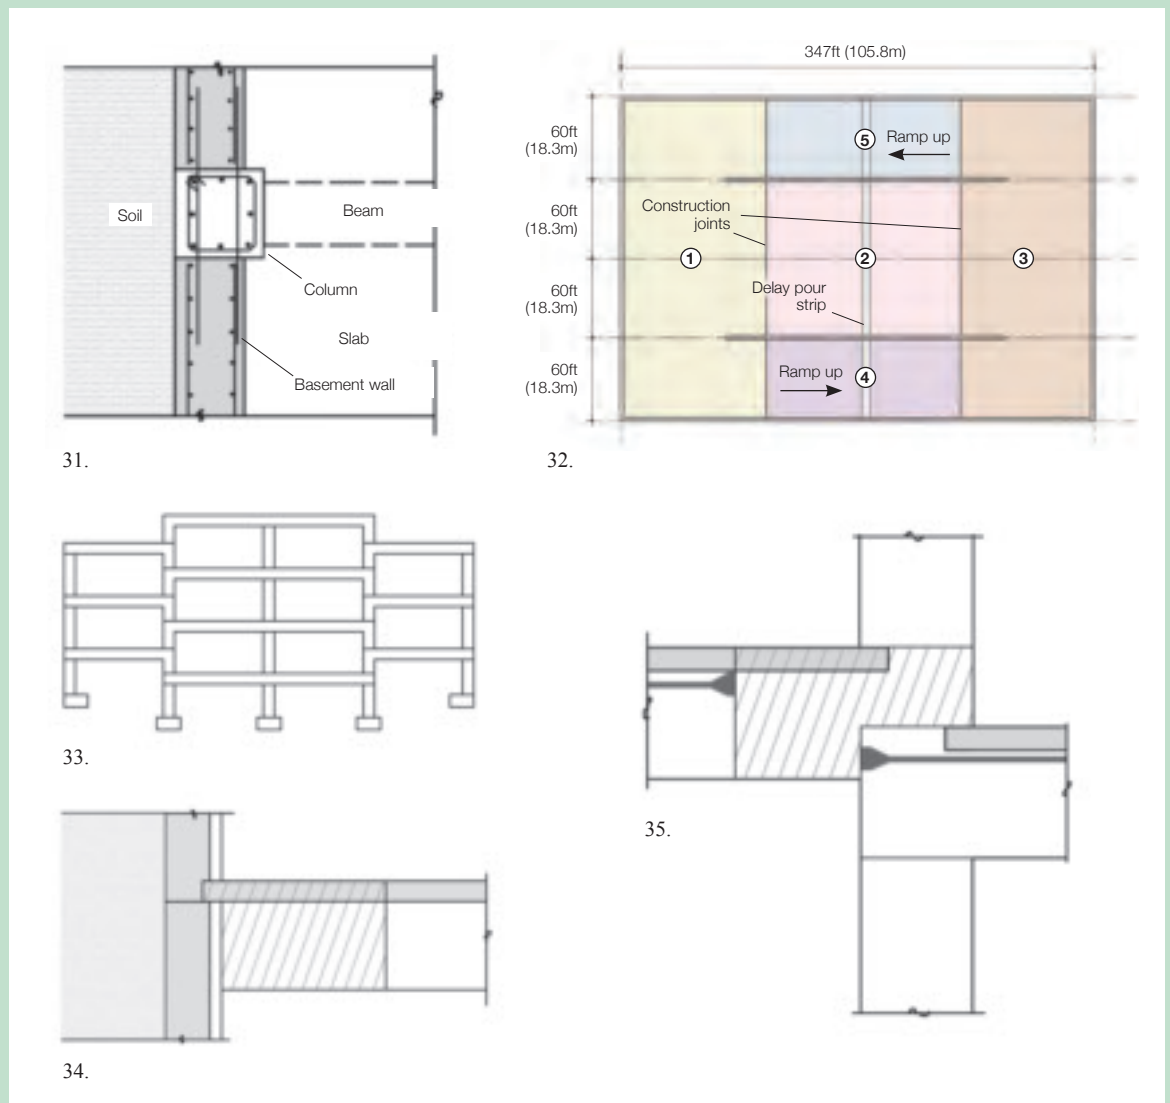 Soil
Beam
Column
Slab
Basement wall
31.
347ft (105.8m)
60ft
(18.3m)
60ft
(18.3m)
60ft
(18.3m)
60ft
(18.3m)
5
Ramp up
Construction
joints
1
2
3
Delay pour
strip
Ramp up
4
32.
33.
34.
35.